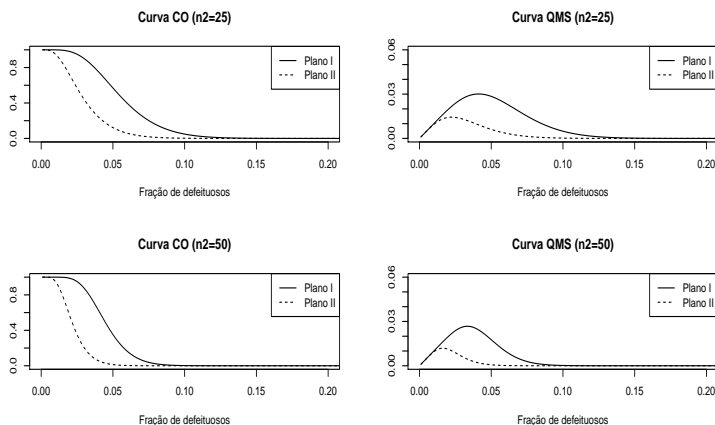 Curva CO (n2=25)
Plano I
Plano II
0.0 0.4 0.8
0.00 0.05 0.10 0.15 0.20
Fração de defeituosos
Curva QMS (n2=25)
Plano I
Plano II
0.00 0.03 0.06
0.00 0.05 0.10 0.15 0.20
Fração de defeituosos
Curva CO (n2=50)
Plano I
Plano II
0.0 0.4 0.8
0.00 0.05 0.10 0.15 0.20
Fração de defeituosos
Curva QMS (n2=50)
Plano I
Plano II
0.00 0.03 0.06
0.00 0.05 0.10 0.15 0.20
Fração de defeituosos